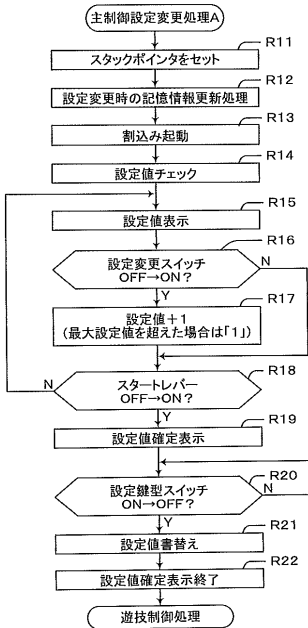 主制御設定変更処理A
R11
スタックポインタをセット
R12
設定変更時の記憶情報更新処理
R13
割込み起動
R14
設定値チェック
R15
設定値表示
R16
設定変更スイッチ
OFF→ON?
N
Y
R17
設定値+1
(最大設定値を超えた場合は「1」)
R18
スタートレバー
OFF→ON?
N
Y
R19
設定値確定表示
R20
設定鍵型スイッチ
ON→OFF?
N
Y
R21
設定値書替え
R22
設定値確定表示終了
遊技制御処理